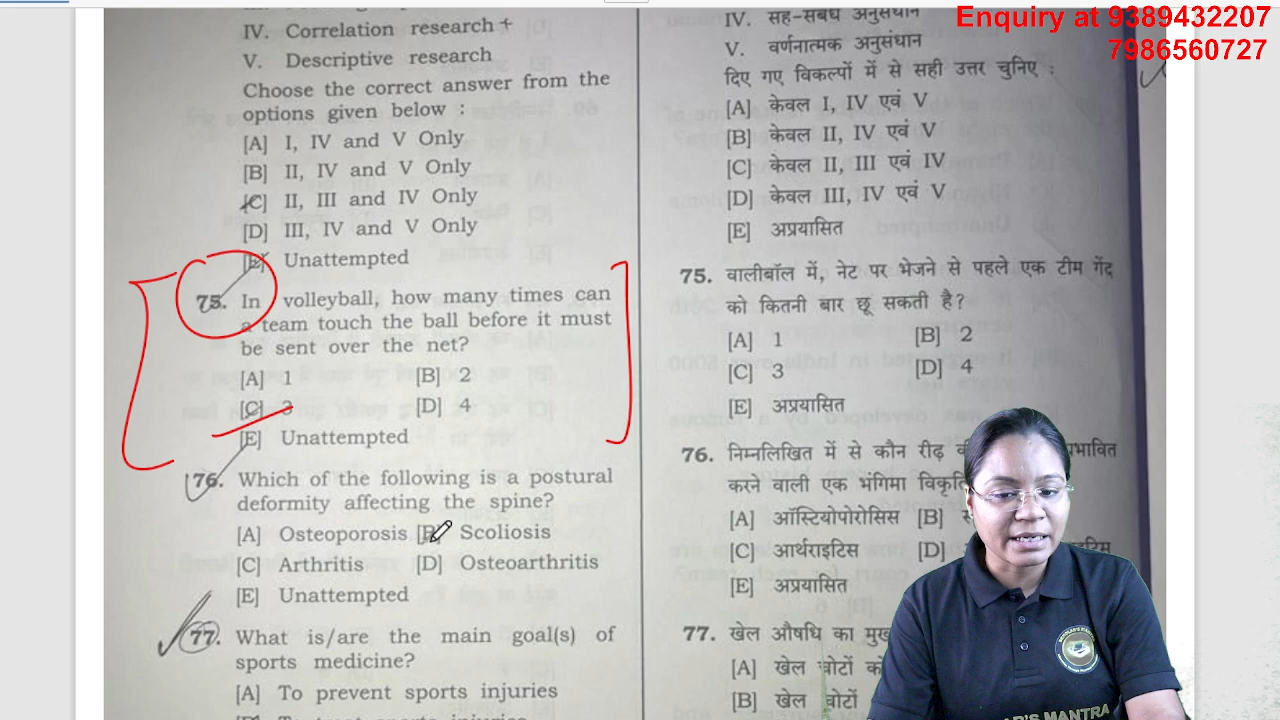 Enquiry at 9389432207
7986560727
IV. Correlation research +
V. Descriptive research
Choose the correct answer from the
options given below :
[A] I, IV and V Only
[B] II, IV and V Only
[C] II, III and IV Only
[D] III, IV and V Only
[E] Unattempted
75. In volleyball, how many times can
a team touch the ball before it must
be sent over the net?
[A] 1 [B] 2
[C] 3 [D] 4
[E] Unattempted
76. Which of the following is a postural
deformity affecting the spine?
[A] Osteoporosis [B] Scoliosis
[C] Arthritis [D] Osteoarthritis
[E] Unattempted
77. What is/are the main goal(s) of
sports medicine?
[A] To prevent sports injuries
IV. सह-संबंध अनुसंधान
V. वर्णनात्मक अनुसंधान
दिए गए विकल्पों में से सही उत्तर चुनिए :
[A] केवल I, IV एवं V
[B] केवल II, IV एवं V
[C] केवल II, III एवं IV
[D] केवल III, IV एवं V
[E] अप्रयासित
75. वालीबॉल में, नेट पर भेजने से पहले एक टीम गेंद
को कितनी बार छू सकती है?
[A] 1 [B] 2
[C] 3 [D] 4
[E] अप्रयासित
76. निम्नलिखित में से कौन रीढ़
करने वाली एक भंगिमा
[A] ऑस्टियोपोरोसिस [B]
[C] आर्थराइटिस [D]
[E] अप्रयासित
77. खेल औषधि का
[A] खेल चोटों
[B] खेल चोटों